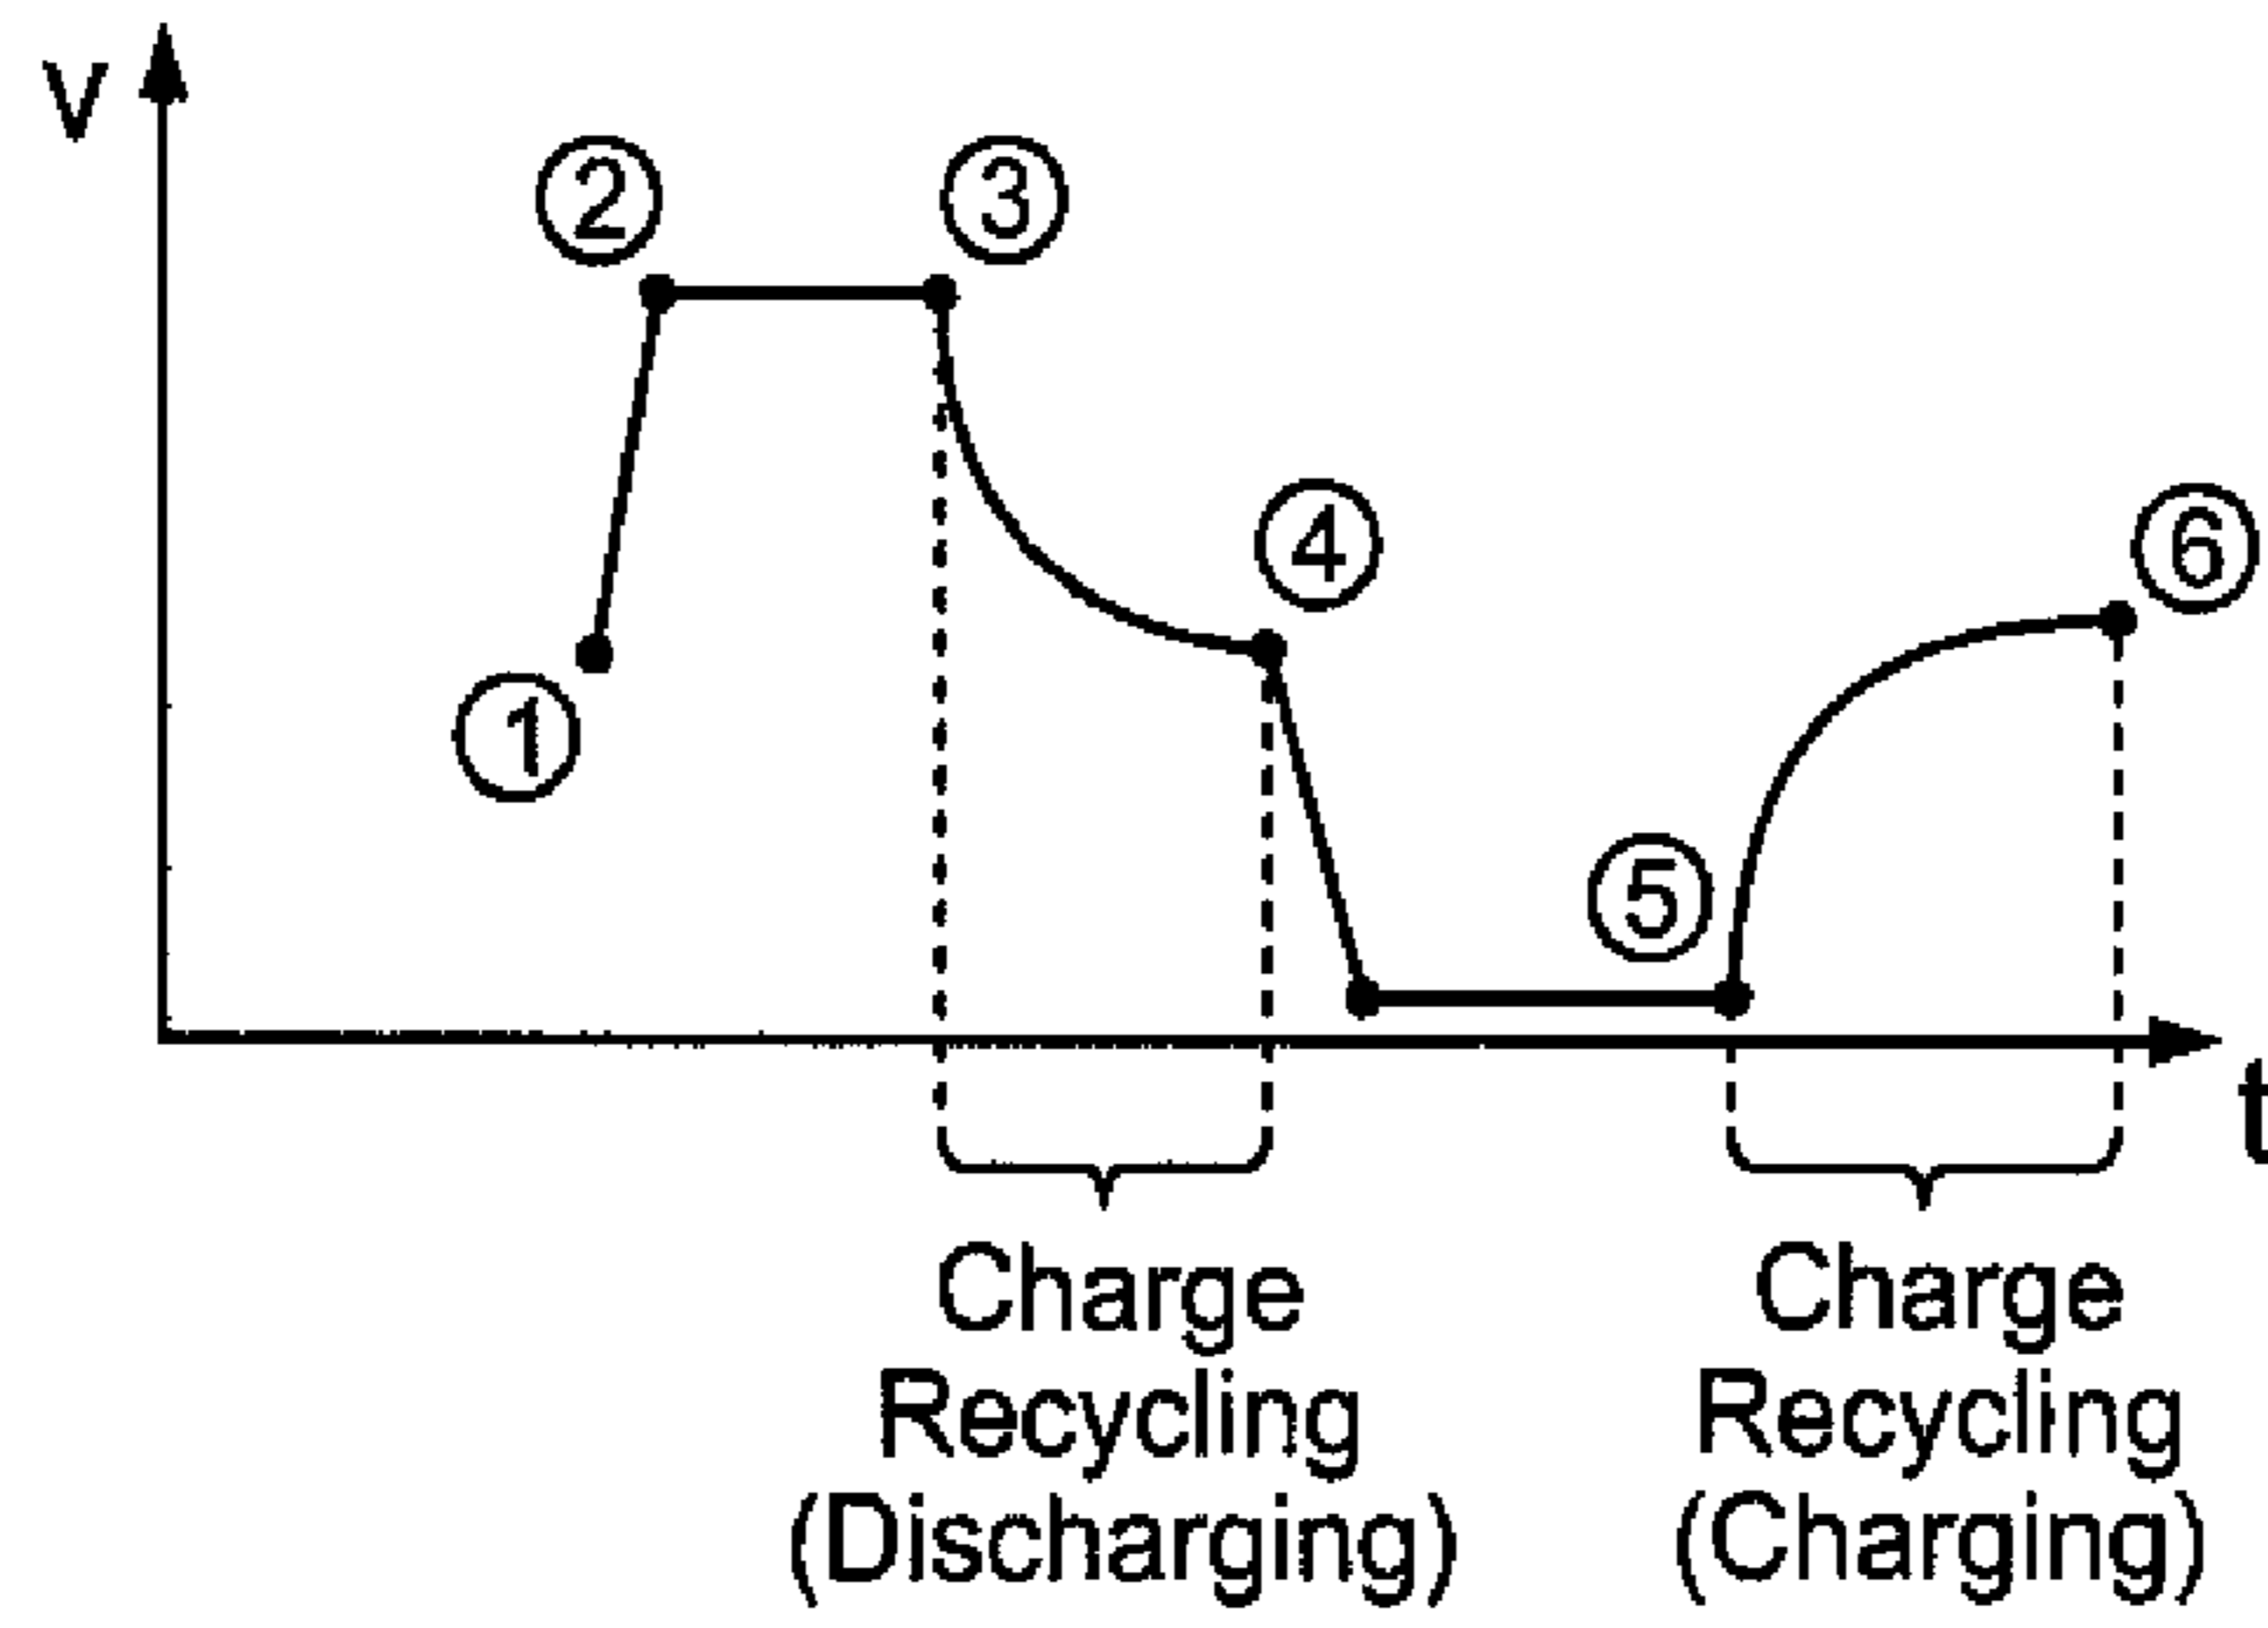 V
② ③
④ ⑥
①
⑤
t
Charge
Recycling
(Discharging)
Charge
Recycling
(Charging)